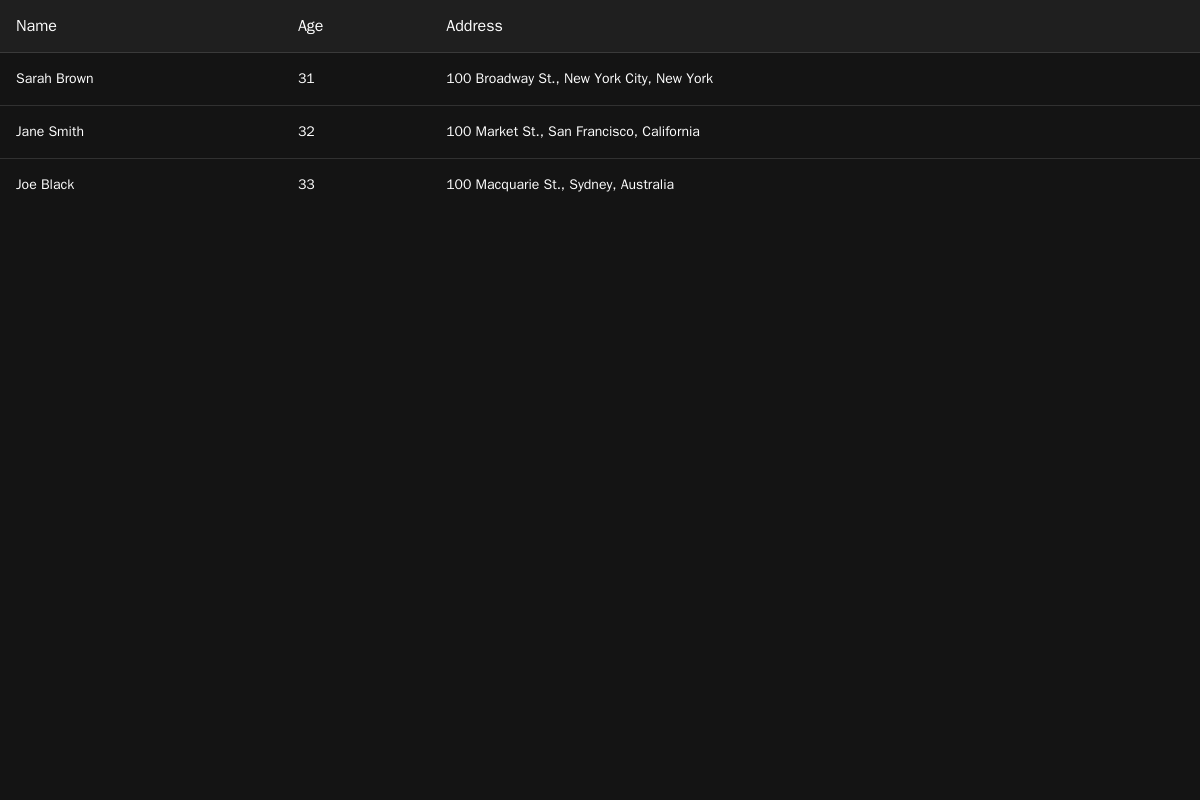 Name Age Address
Sarah Brown 31 100 Broadway St., New York City, New York
Jane Smith 32 100 Market St., San Francisco, California
Joe Black 33 100 Macquarie St., Sydney, Australia